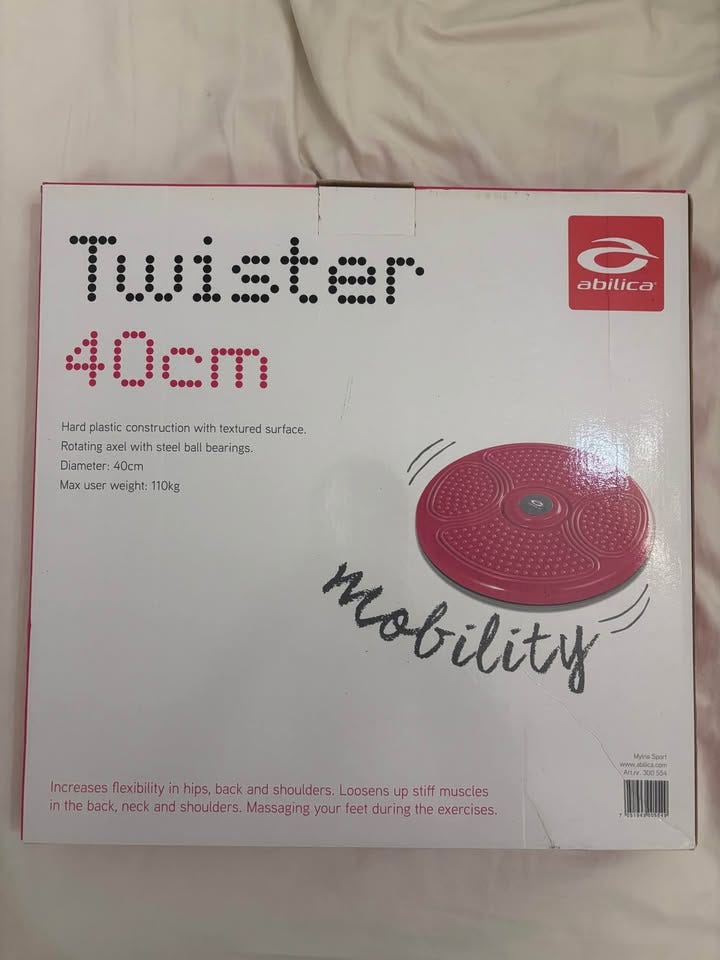 Twister
abilica
40cm
Hard plastic construction with textured surface.
Rotating axel with steel ball bearings.
Diameter: 40cm
Max user weight: 110kg
mobility
Mylna Sport
www.abilica.com
Art.nr. 300 554
Increases flexibility in hips, back and shoulders. Loosens up stiff muscles
in the back, neck and shoulders. Massaging your feet during the exercises.